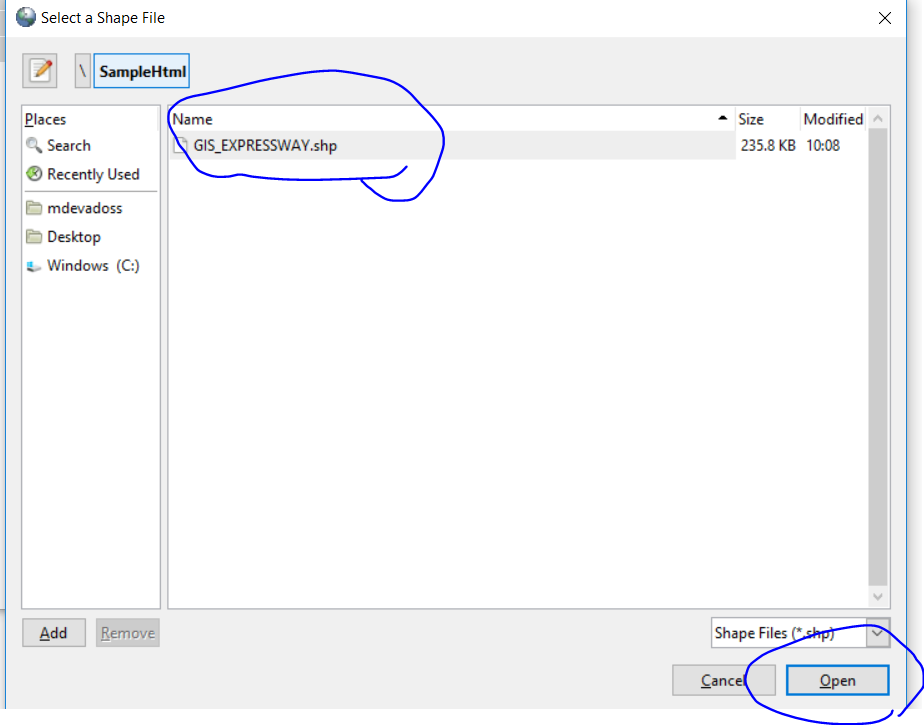 Select a Shape File
\ SampleHtml
Places
Search
Recently Used
mdevadoss
Desktop
Windows (C:)
Name Size Modified
GIS_EXPRESSWAY.shp 235.8 KB 10:08
Add Remove
Shape Files (*.shp)
Cancel Open